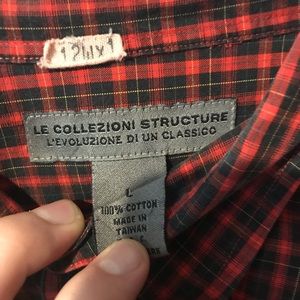 LE COLLEZIONI STRUCTURE
L'EVOLUZIONE DI UN CLASSICO
L
100% COTTON
MADE IN
TAIWAN